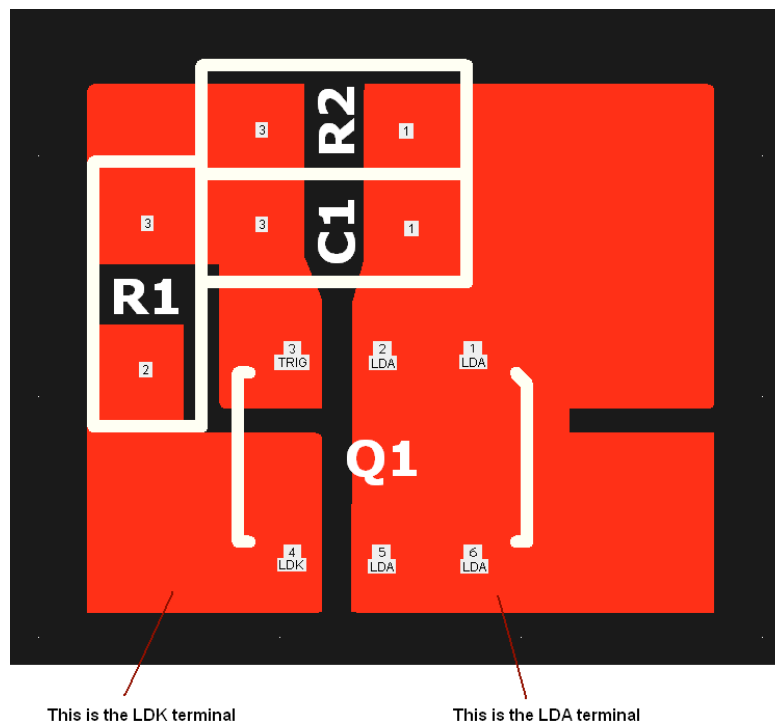 R2
3
1
3
C1
3
1
R1
2
3
TRIG
2
LDA
1
LDA
Q1
4
LDK
5
LDA
6
LDA
This is the LDK terminal
This is the LDA terminal